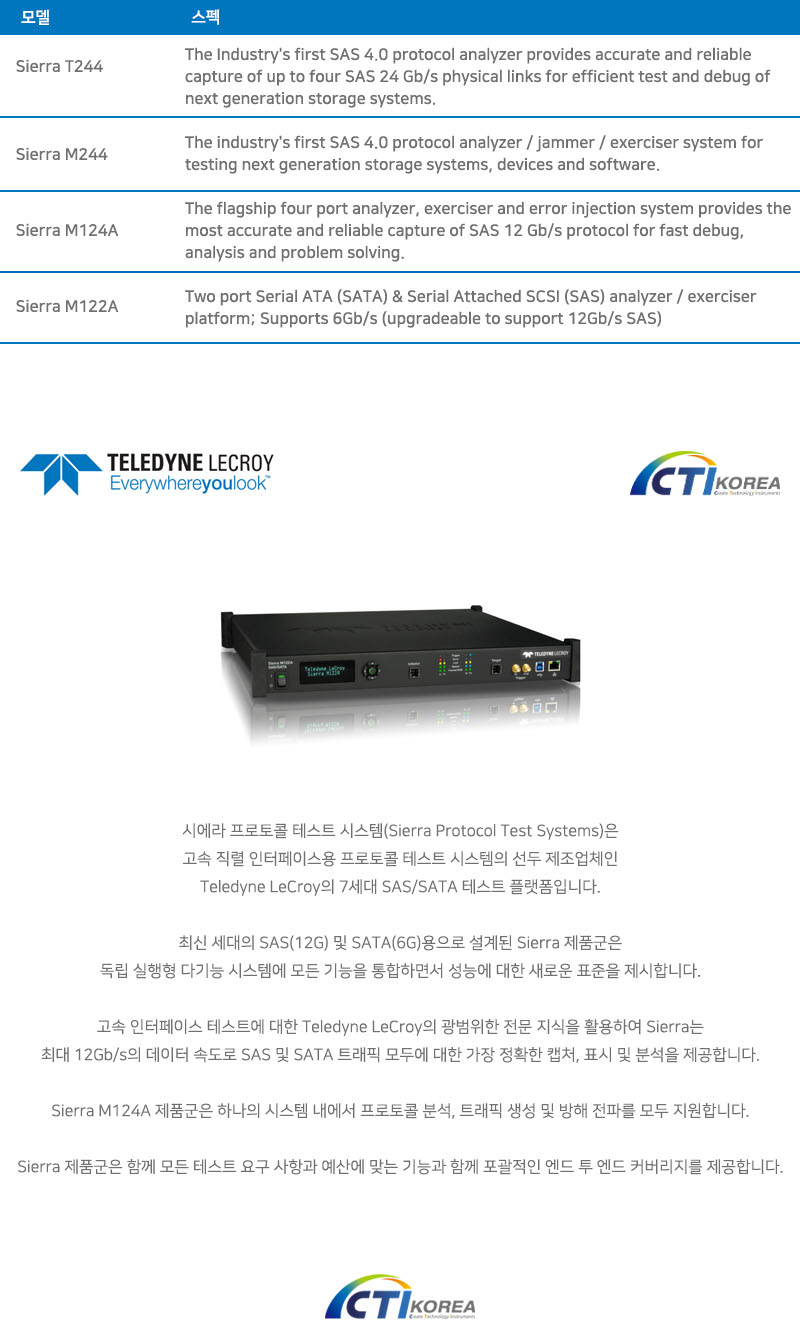 모델 스펙
Sierra T244
The Industry's first SAS 4.0 protocol analyzer provides accurate and reliable
capture of up to four SAS 24 Gb/s physical links for efficient test and debug of
next generation storage systems.
Sierra M244
The industry's first SAS 4.0 protocol analyzer / jammer / exerciser system for
testing next generation storage systems, devices and software.
Sierra M124A
The flagship four port analyzer, exerciser and error injection system provides the
most accurate and reliable capture of SAS 12 Gb/s protocol for fast debug,
analysis and problem solving.
Sierra M122A
Two port Serial ATA (SATA) & Serial Attached SCSI (SAS) analyzer / exerciser
platform; Supports 6Gb/s (upgradeable to support 12Gb/s SAS)
TELEDYNE LECROY
Everywhereyoulook™
CTI KOREA
Create Technology Instruments
Sierra M122A
SAS/SATA
Teledyne LeCroy
Sierra M122A
Initiator
Target
Trigger
TELEDYNE LECROY
시에라 프로토콜 테스트 시스템(Sierra Protocol Test Systems)은
고속 직렬 인터페이스용 프로토콜 테스트 시스템의 선두 제조업체인
Teledyne LeCroy의 7세대 SAS/SATA 테스트 플랫폼입니다.
최신 세대의 SAS(12G) 및 SATA(6G)용으로 설계된 Sierra 제품군은
독립 실행형 다기능 시스템에 모든 기능을 통합하면서 성능에 대한 새로운 표준을 제시합니다.
고속 인터페이스 테스트에 대한 Teledyne LeCroy의 광범위한 전문 지식을 활용하여 Sierra는
최대 12Gb/s의 데이터 속도로 SAS 및 SATA 트래픽 모두에 대한 가장 정확한 캡처, 표시 및 분석을 제공합니다.
Sierra M124A 제품군은 하나의 시스템 내에서 프로토콜 분석, 트래픽 생성 및 방해 전파를 모두 지원합니다.
Sierra 제품군은 함께 모든 테스트 요구 사항과 예산에 맞는 기능과 함께 포괄적인 엔드 투 엔드 커버리지를 제공합니다.
CTI KOREA
Create Technology Instruments